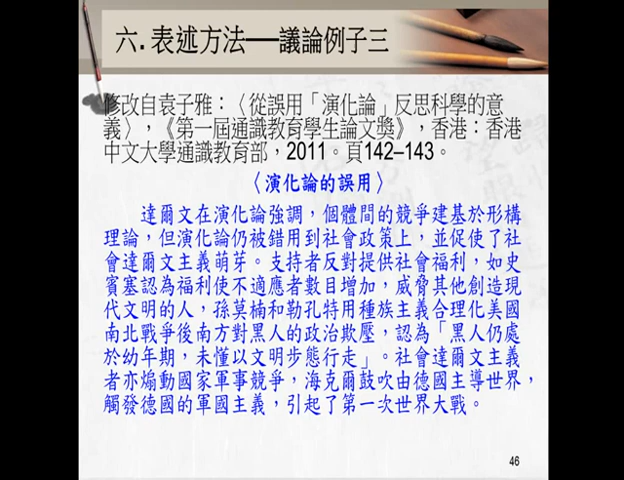 六.表述方法──議論例子三
修改自袁子雅：〈從誤用「演化論」反思科學的意
義〉，《第一屆通識教育學生論文獎》，香港：香港
中文大學通識教育部，2011。頁142–143。
〈演化論的誤用〉
達爾文在演化論強調，個體間的競爭建基於形構
理論，但演化論仍被錯用到社會政策上，並促使了社
會達爾文主義萌芽。支持者反對提供社會福利，如史
賓塞認為福利使不適應者數目增加，威脅其他創造現
代文明的人，孫莫楠和勒孔特用種族主義合理化美國
南北戰爭後南方對黑人的政治欺壓，認為「黑人仍處
於幼年期，未懂以文明步態行走」。社會達爾文主義
者亦煽動國家軍事競爭，海克爾鼓吹由德國主導世界，
觸發德國的軍國主義，引起了第一次世界大戰。
46